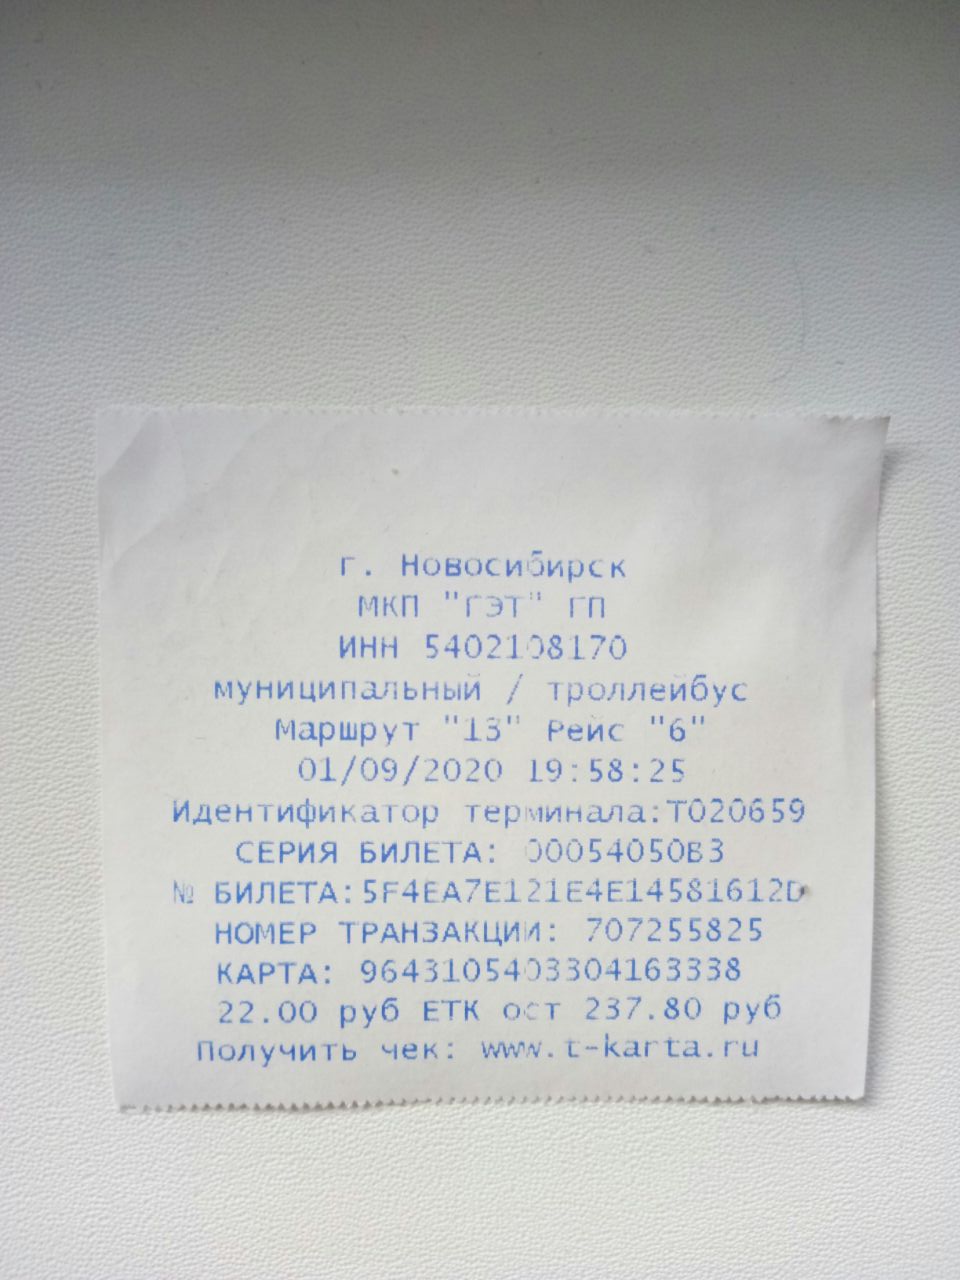 г. Новосибирск
МКП "ГЭТ" ГП
ИНН 5402108170
муниципальный / троллейбус
Маршрут "13" Рейс "6"
01/09/2020 19:58:25
Идентификатор терминала:Т020659
СЕРИЯ БИЛЕТА: 00054050B3
№ БИЛЕТА:5F4EA7E121E4E14581612D
НОМЕР ТРАНЗАКЦИИ: 707255825
КАРТА: 9643105403304163338
22.00 руб ЕТК ост 237.80 руб
Получить чек: www.t-karta.ru